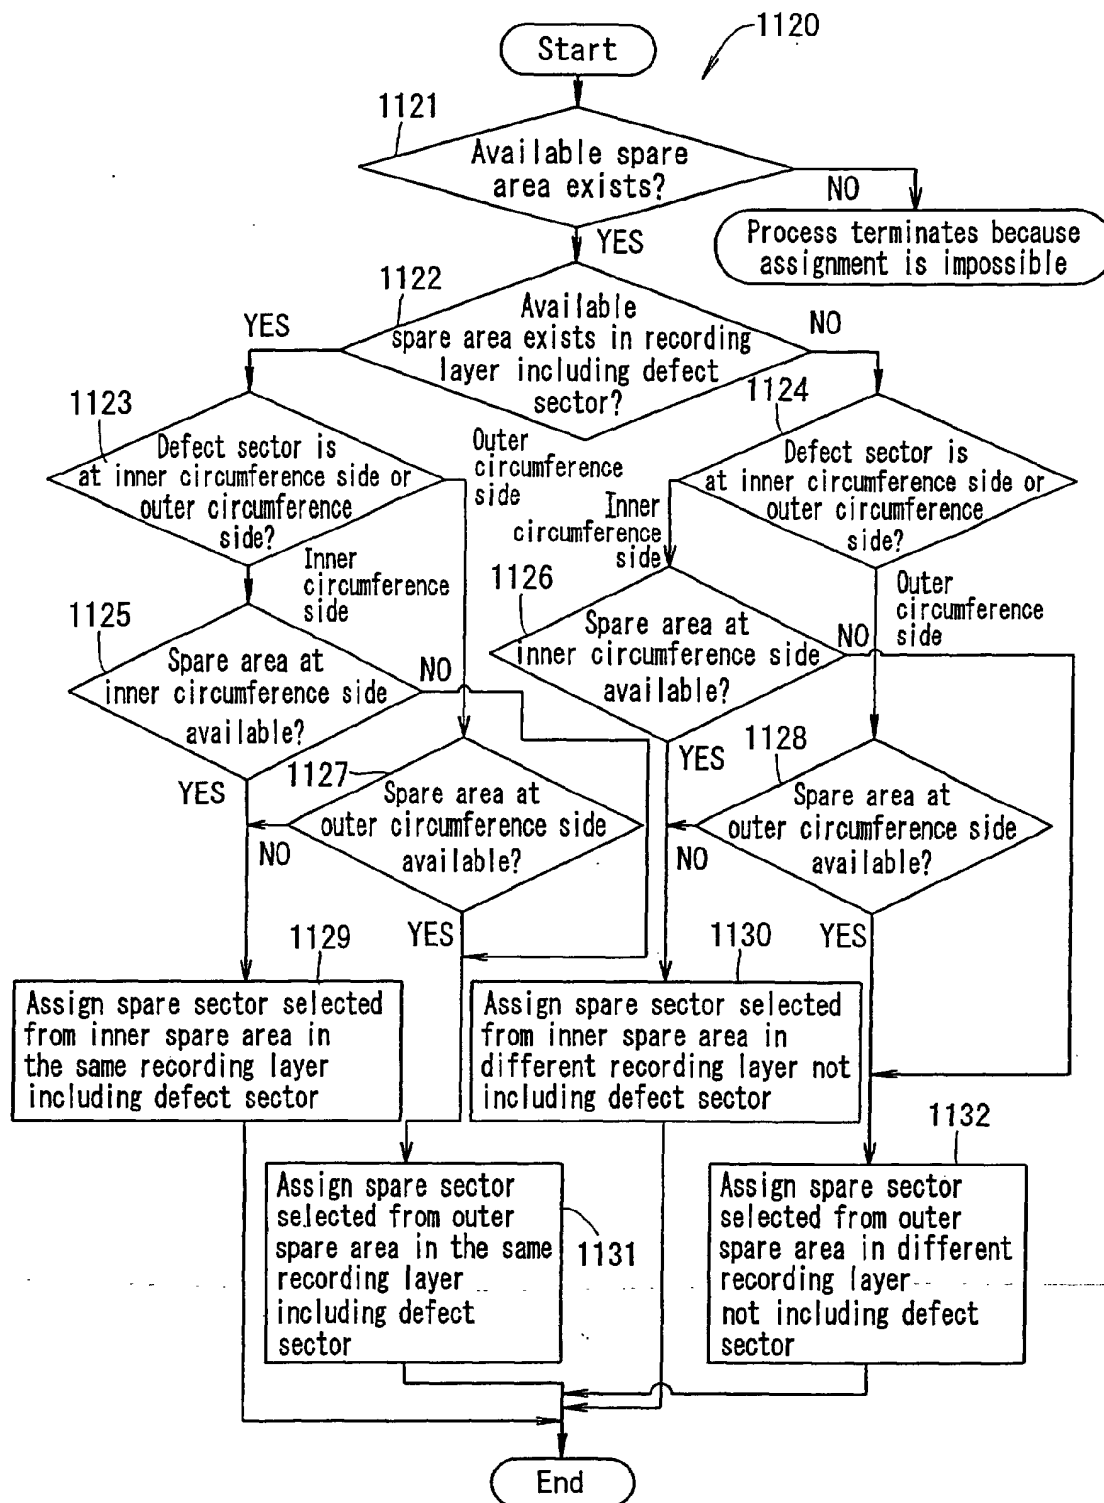 1120
Start
1121
Available spare
area exists?
NO
YES
Process terminates because
assignment is impossible
1122
Available
spare area exists in recording
layer including defect
sector?
YES
NO
1123
Defect sector is
at inner circumference side or
outer circumference
side?
Outer
circumference
side
1124
Defect sector is
at inner circumference side or
outer circumference
side?
Inner
circumference
side
Inner
circumference
side
Outer
circumference
side
1125
Spare area at
inner circumference side
available?
NO
YES
1126
Spare area at
inner circumference side
available?
NO
YES
1127
Spare area at
outer circumference side
available?
NO
YES
1128
Spare area at
outer circumference side
available?
NO
YES
1129
Assign spare sector selected
from inner spare area in
the same recording layer
including defect sector
1130
Assign spare sector selected
from inner spare area in
different recording layer not
including defect sector
1131
Assign spare sector
selected from outer
spare area in the same
recording layer
including defect
sector
1132
Assign spare sector
selected from outer
spare area in different
recording layer
not including defect
sector
End